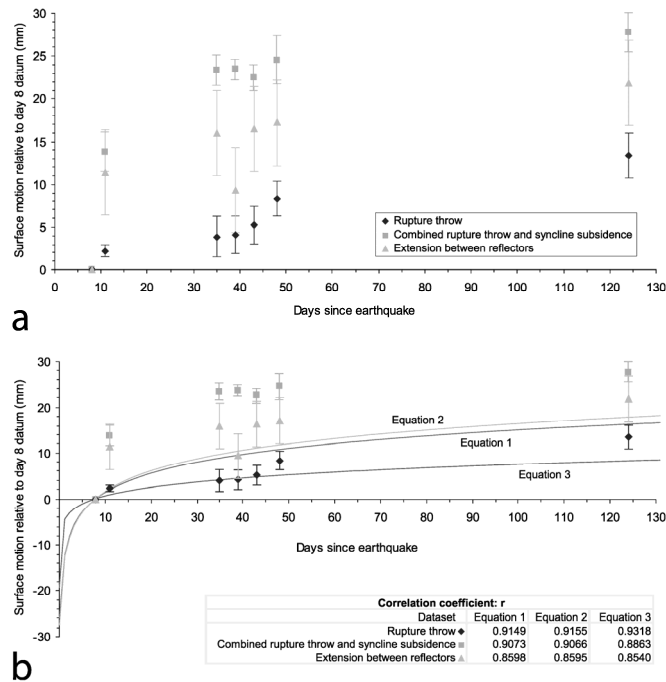 30
25
20
15
10
5
0
Surface motion relative to day 8 datum (mm)
Rupture throw
Combined rupture throw and syncline subsidence
Extension between reflectors
0 10 20 30 40 50 60 70 80 90 100 110 120 130
Days since earthquake
a
30
20
10
0
-10
-20
-30
Surface motion relative to day 8 datum (mm)
Equation 2
Equation 1
Equation 3
10 20 30 40 50 60 70 80 90 100 110 120 130
Days since earthquake
Correlation coefficient: r
Dataset Equation 1 Equation 2 Equation 3
Rupture throw 0.9149 0.9155 0.9318
Combined rupture throw and syncline subsidence 0.9073 0.9066 0.8863
Extension between reflectors 0.8598 0.8595 0.8540
b